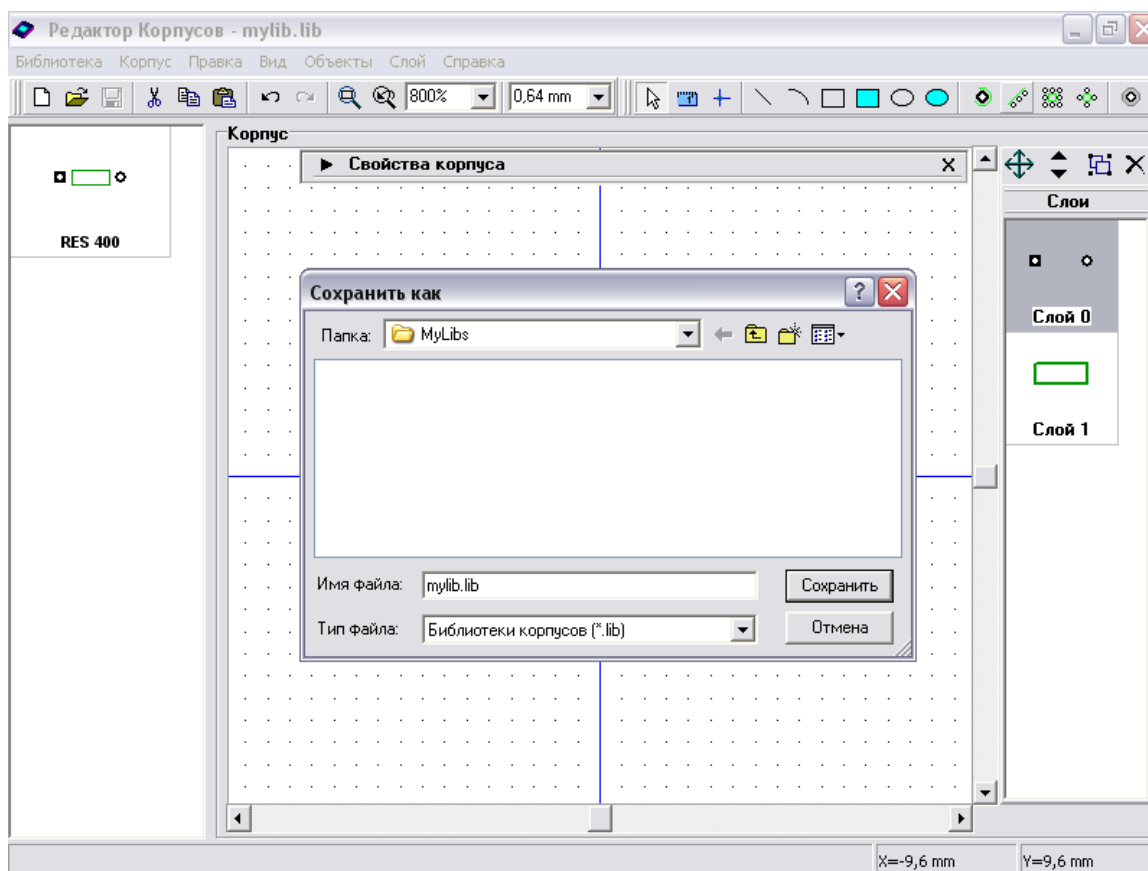 Редактор Корпусов - mylib.lib
Библиотека Корпус Правка Вид Объекты Слой Справка
800% 0,64 mm
Корпус
Свойства корпуса
Слои
RES 400
Слой 0
Слой 1
Сохранить как
Папка: MyLibs
Имя файла: mylib.lib
Сохранить
Тип файла: Библиотеки корпусов (*.lib)
Отмена
X=-9,6 mm Y=9,6 mm